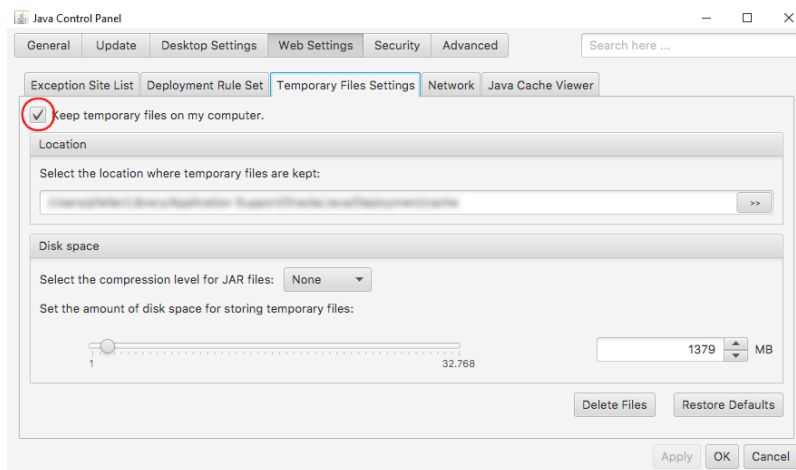 Java Control Panel
General Update Desktop Settings Web Settings Security Advanced Search here ...
Exception Site List Deployment Rule Set Temporary Files Settings Network Java Cache Viewer
Keep temporary files on my computer.
Location
Select the location where temporary files are kept:
>>
Disk space
Select the compression level for JAR files: None
Set the amount of disk space for storing temporary files:
1379 MB
1 32.768
Delete Files Restore Defaults
Apply OK Cancel